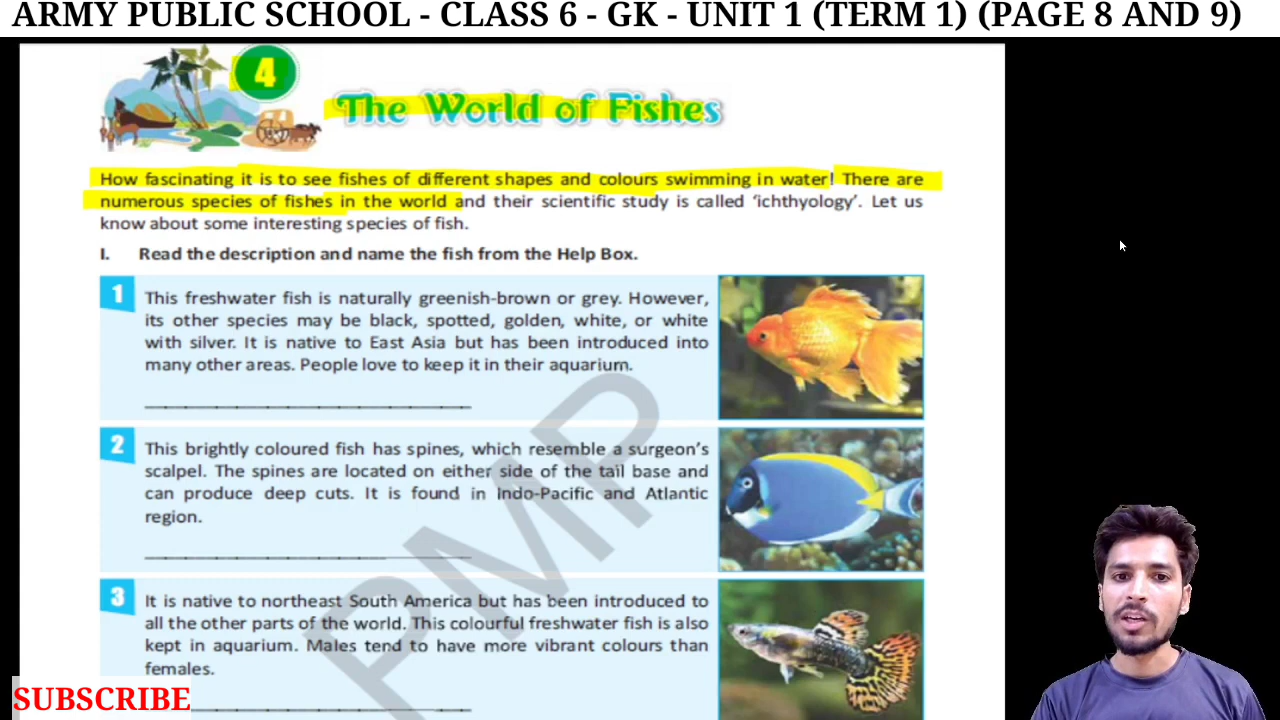 ARMY PUBLIC SCHOOL - CLASS 6 - GK - UNIT 1 (TERM 1) (PAGE 8 AND 9)
4
The World of Fishes
How fascinating it is to see fishes of different shapes and colours swimming in water! There are
numerous species of fishes in the world and their scientific study is called ‘ichthyology’. Let us
know about some interesting species of fish.
I. Read the description and name the fish from the Help Box.
1
This freshwater fish is naturally greenish-brown or grey. However,
its other species may be black, spotted, golden, white, or white
with silver. It is native to East Asia but has been introduced into
many other areas. People love to keep it in their aquarium.
2
This brightly coloured fish has spines, which resemble a surgeon’s
scalpel. The spines are located on either side of the tail base and
can produce deep cuts. It is found in Indo-Pacific and Atlantic
region.
3
It is native to northeast South America but has been introduced to
all the other parts of the world. This colourful freshwater fish is also
kept in aquarium. Males tend to have more vibrant colours than
females.
PMP
SUBSCRIBE